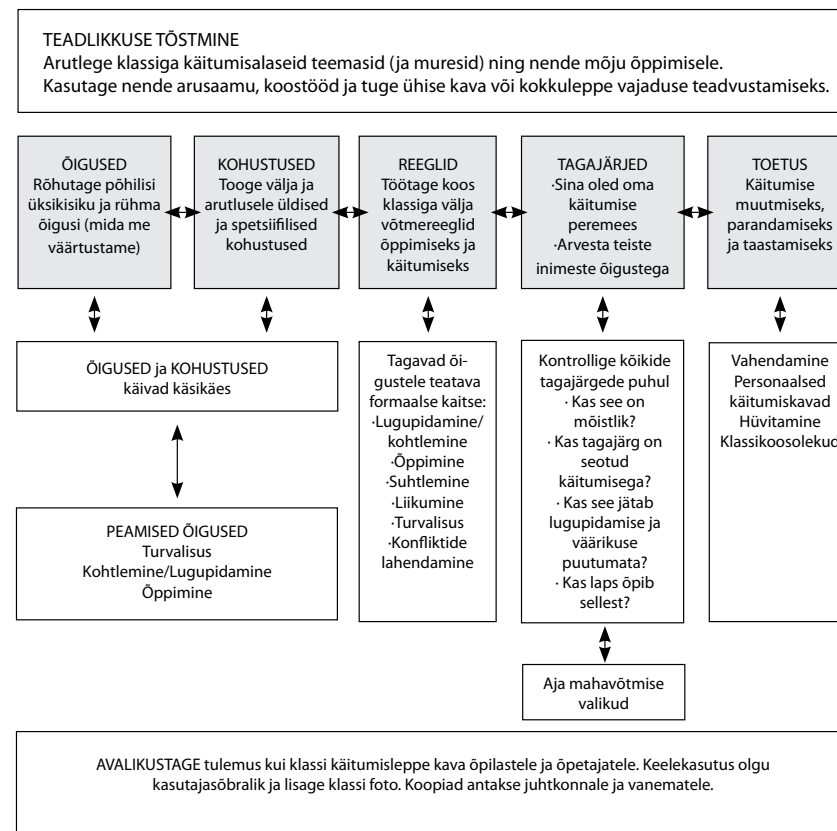 TEADLIKKUSE TÕSTMINE
Arutlege klassiga käitumisalaseid teemasid (ja muresid) ning nende mõju õppimisele.
Kasutage nende arusaamu, koostööd ja tuge ühise kava või kokkuleppe vajaduse teadvustamiseks.
ÕIGUSED
Rõhutage põhilisi
üksikisiku ja rühma
õigusi (mida me
väärtustame)
KOHUSTUSED
Tooge välja ja
arutlusele üldised
ja spetsiifilised
kohustused
REEGLID
Töötage koos
klassiga välja
võtmereeglid
õppimiseks ja
käitumiseks
TAGAJÄRJED
·Sina oled oma
käitumise
peremees
·Arvesta teiste
inimeste õigustega
TOETUS
Käitumise
muutmiseks,
parandamiseks
ja taastamiseks
ÕIGUSED ja KOHUSTUSED
käivad käsikäes
PEAMISED ÕIGUSED
Turvalisus
Kohtlemine/Lugupidamine
Õppimine
Tagavad õi-
gustele teatava
formaalse kaitse:
·Lugupidamine/
kohtlemine
·Õppimine
·Suhtlemine
·Liikumine
·Turvalisus
·Konfliktide
lahendamine
Kontrollige kõikide
tagajärgede puhul
· Kas see on
mõistlik?
· Kas tagajärg on
seotud
käitumisega?
· Kas see jätab
lugupidamise ja
väärikuse
puutumata?
· Kas laps õpib
sellest?
Aja mahavõtmise
valikud
Vahendamine
Personaalsed
käitumiskavad
Hüvitamine
Klassikoosolekud
AVALIKUSTAGE tulemus kui klassi käitumisleppe kava õpilastele ja õpetajatele. Keelekasutus olgu
kasutajasõbralik ja lisage klassi foto. Koopiad antakse juhtkonnale ja vanematele.